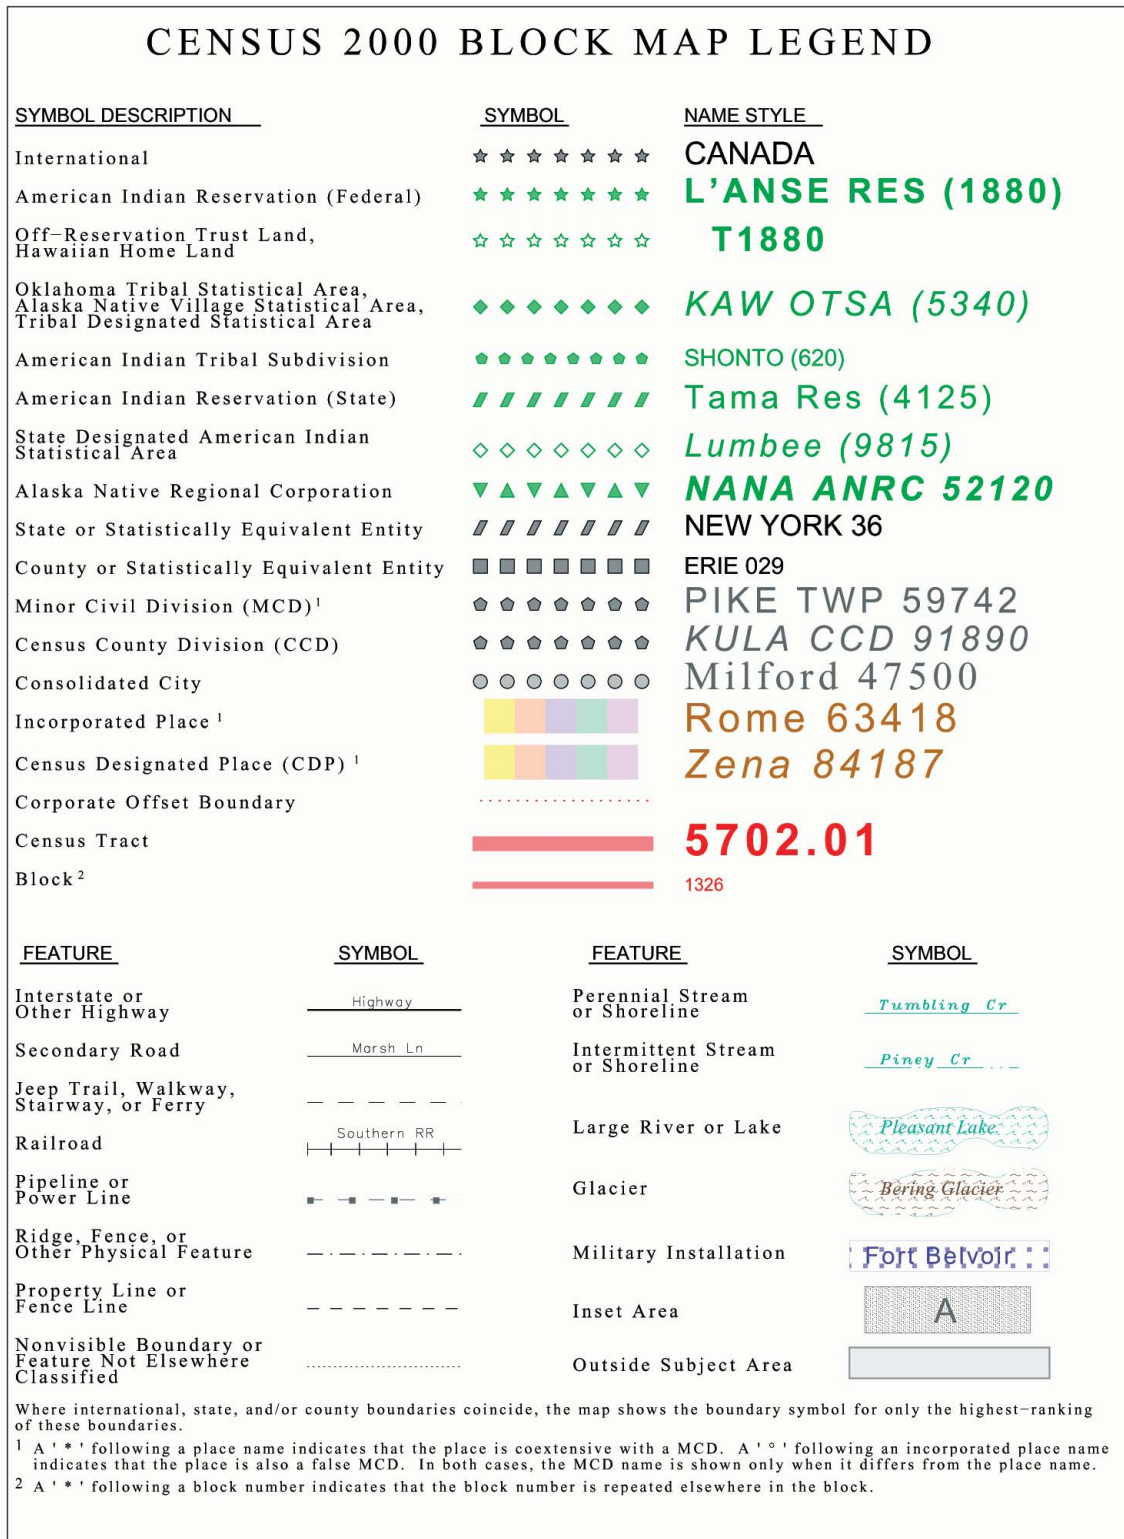 CENSUS 2000 BLOCK MAP LEGEND
SYMBOL DESCRIPTION SYMBOL NAME STYLE
International CANADA
American Indian Reservation (Federal) L'ANSE RES (1880)
Off-Reservation Trust Land,
Hawaiian Home Land T1880
Oklahoma Tribal Statistical Area,
Alaska Native Village Statistical Area,
Tribal Designated Statistical Area KAW OTSA (5340)
American Indian Tribal Subdivision SHONTO (620)
American Indian Reservation (State) Tama Res (4125)
State Designated American Indian
Statistical Area Lumbee (9815)
Alaska Native Regional Corporation NANA ANRC 52120
State or Statistically Equivalent Entity NEW YORK 36
County or Statistically Equivalent Entity ERIE 029
Minor Civil Division (MCD) 1 PIKE TWP 59742
Census County Division (CCD) KULA CCD 91890
Consolidated City Milford 47500
Incorporated Place 1 Rome 63418
Census Designated Place (CDP) 1 Zena 84187
Corporate Offset Boundary
Census Tract 5702.01
Block 2 1326
FEATURE SYMBOL
Interstate or
Other Highway Highway
Secondary Road Marsh Ln
Jeep Trail, Walkway,
Stairway, or Ferry
Railroad Southern RR
Pipeline or
Power Line
Ridge, Fence, or
Other Physical Feature
Property Line or
Fence Line
Nonvisible Boundary or
Feature Not Elsewhere
Classified
FEATURE SYMBOL
Perennial Stream
or Shoreline Tumbling Cr
Intermittent Stream
or Shoreline Piney Cr
Large River or Lake Pleasant Lake
Glacier Bering Glacier
Military Installation Fort Belvoir
Inset Area A
Outside Subject Area
Where international, state, and/or county boundaries coincide, the map shows the boundary symbol for only the highest-ranking
of these boundaries.
1 A ' * ' following a place name indicates that the place is coextensive with a MCD. A ' ° ' following an incorporated place name
indicates that the place is also a false MCD. In both cases, the MCD name is shown only when it differs from the place name.
2 A ' * ' following a block number indicates that the block number is repeated elsewhere in the block.